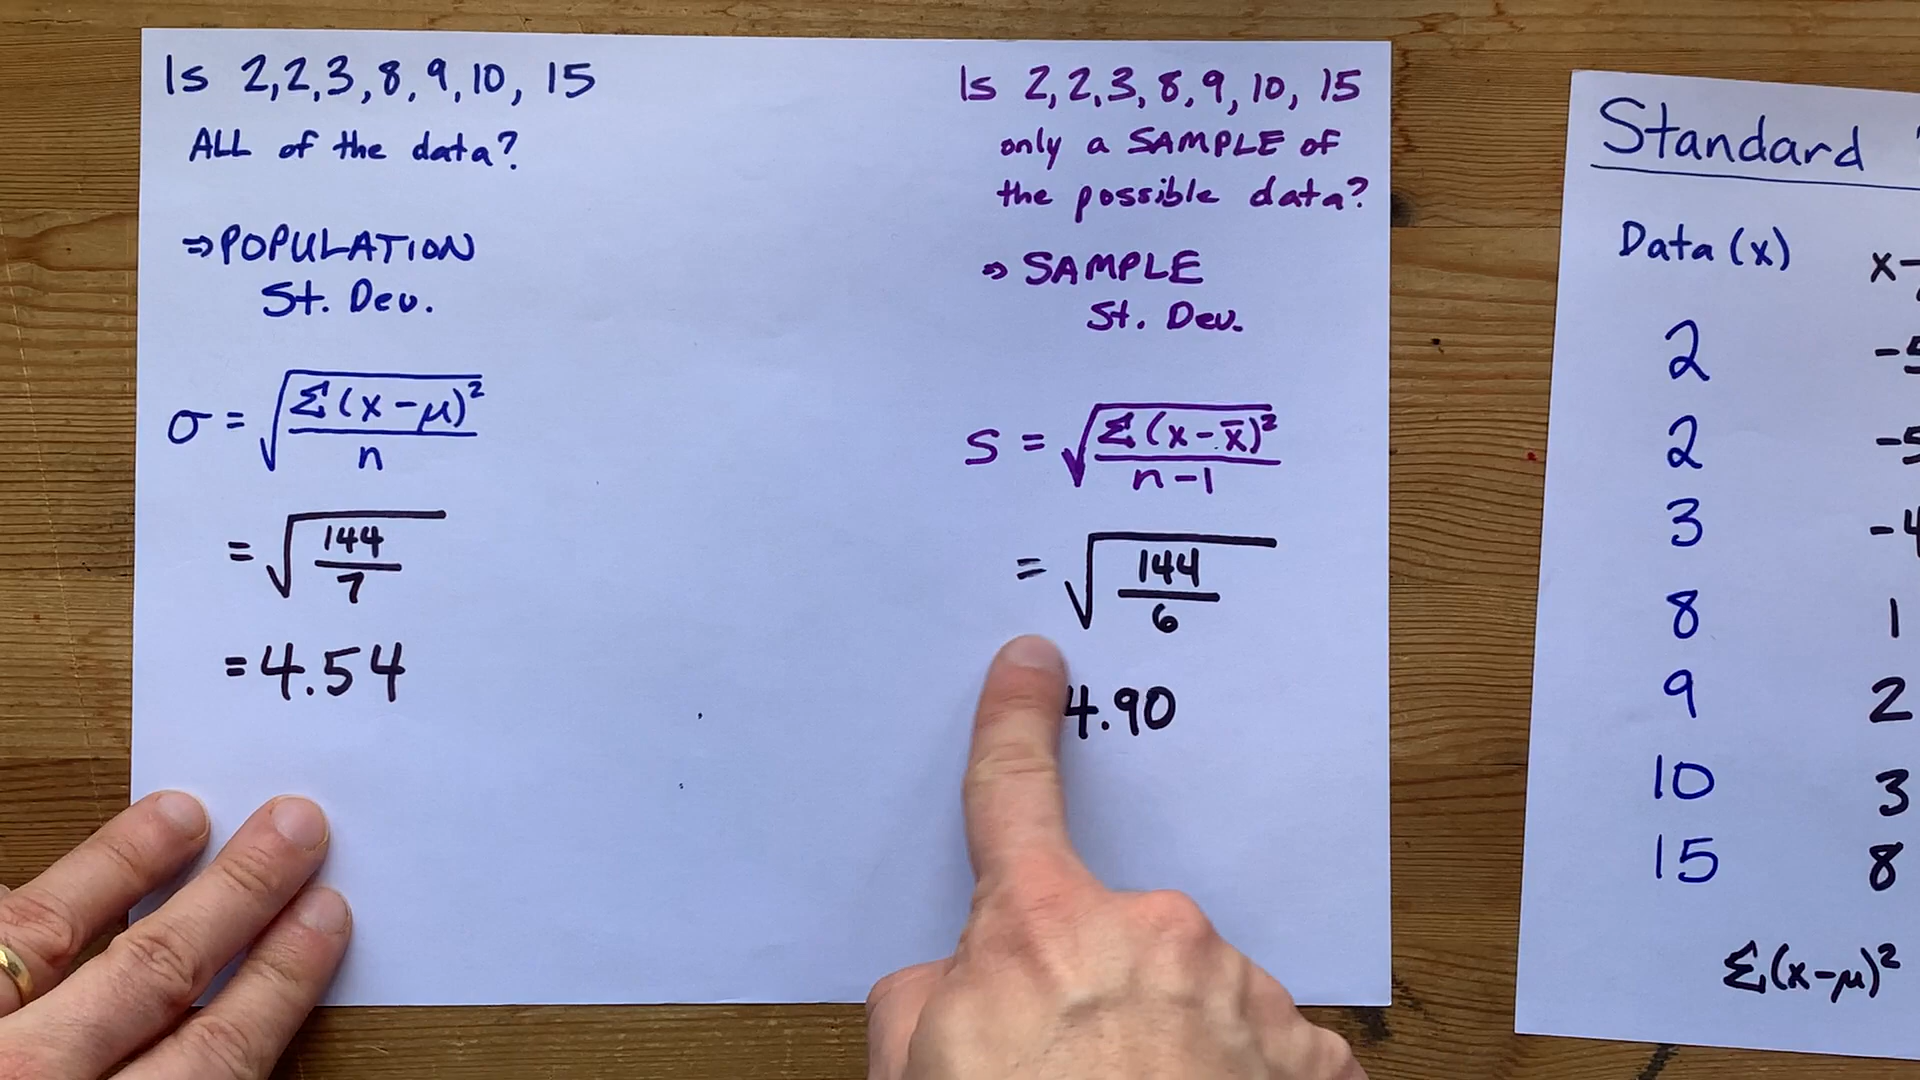 Is 2,2,3,8,9,10, 15
ALL of the data?
⇒POPULATION
St. Dev.
σ = √(Σ(x-μ)²/n)
= √(144/7)
= 4.54
Is 2,2,3,8,9,10, 15
only a SAMPLE of
the possible data?
⇒ SAMPLE
St. Dev.
s = √(Σ(x-x̄)²/n-1)
= √(144/6)
4.90
Standard
Data (x) x-
2
2
3 -4
8 1
9 2
10 3
15 8
Σ(x-μ)²